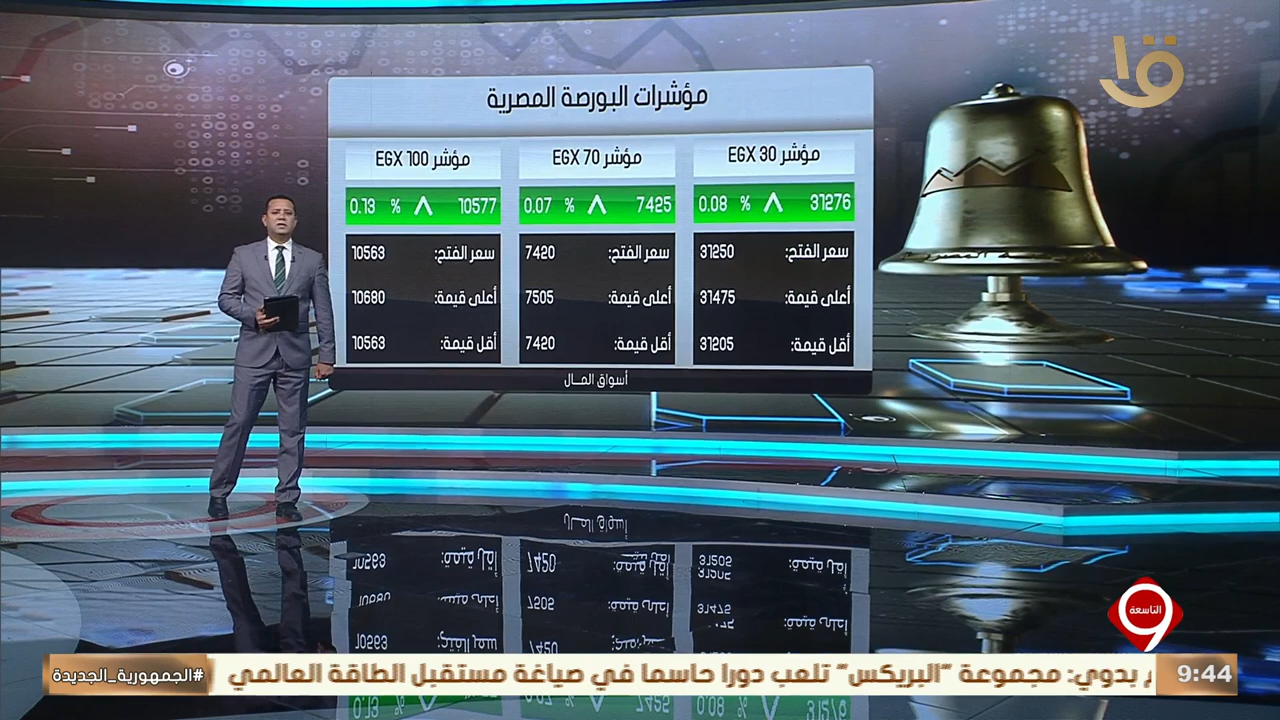 مؤشرات البورصة المصرية
مؤشر EGX 30
31276 % 0.08
سعر الفتح: 31250
أعلى قيمة: 31475
أقل قيمة: 31205
مؤشر EGX 70
7425 % 0.07
سعر الفتح: 7420
أعلى قيمة: 7505
أقل قيمة: 7420
مؤشر EGX 100
10577 % 0.13
سعر الفتح: 10563
أعلى قيمة: 10680
أقل قيمة: 10563
أسواق المـال
التاسعة
9
9:44
م بدوي: مجموعة "البريكس" تلعب دورا حاسما في صياغة مستقبل الطاقة العالمي
#الجمهورية_الجديدة